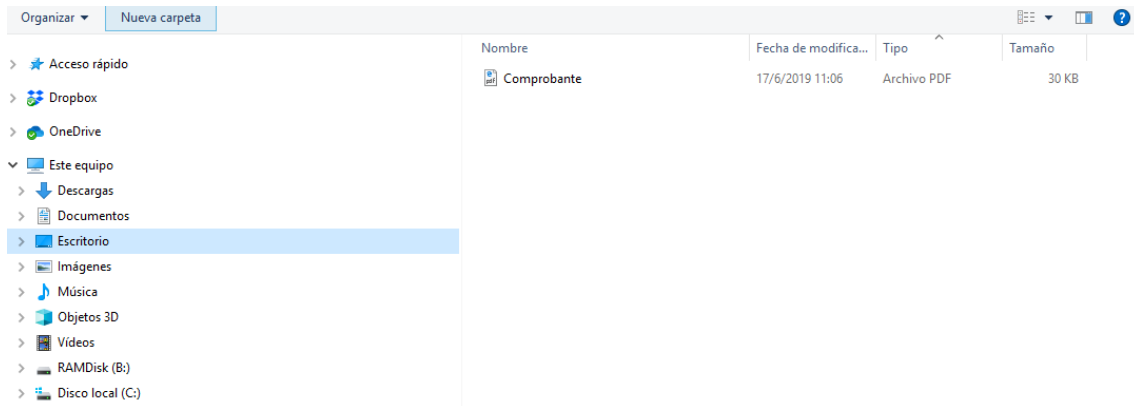 Organizar Nueva carpeta
Nombre Fecha de modifica... Tipo Tamaño
Comprobante 17/6/2019 11:06 Archivo PDF 30 KB
Acceso rápido
Dropbox
OneDrive
Este equipo
Descargas
Documentos
Escritorio
Imágenes
Música
Objetos 3D
Vídeos
RAMDisk (B:)
Disco local (C:)